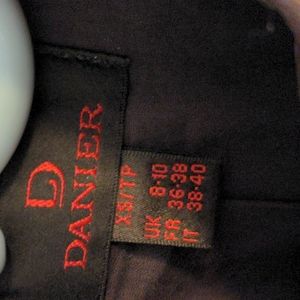 DANIER
XS/TP
UK 8-10
FR 36-38
IT 38-40